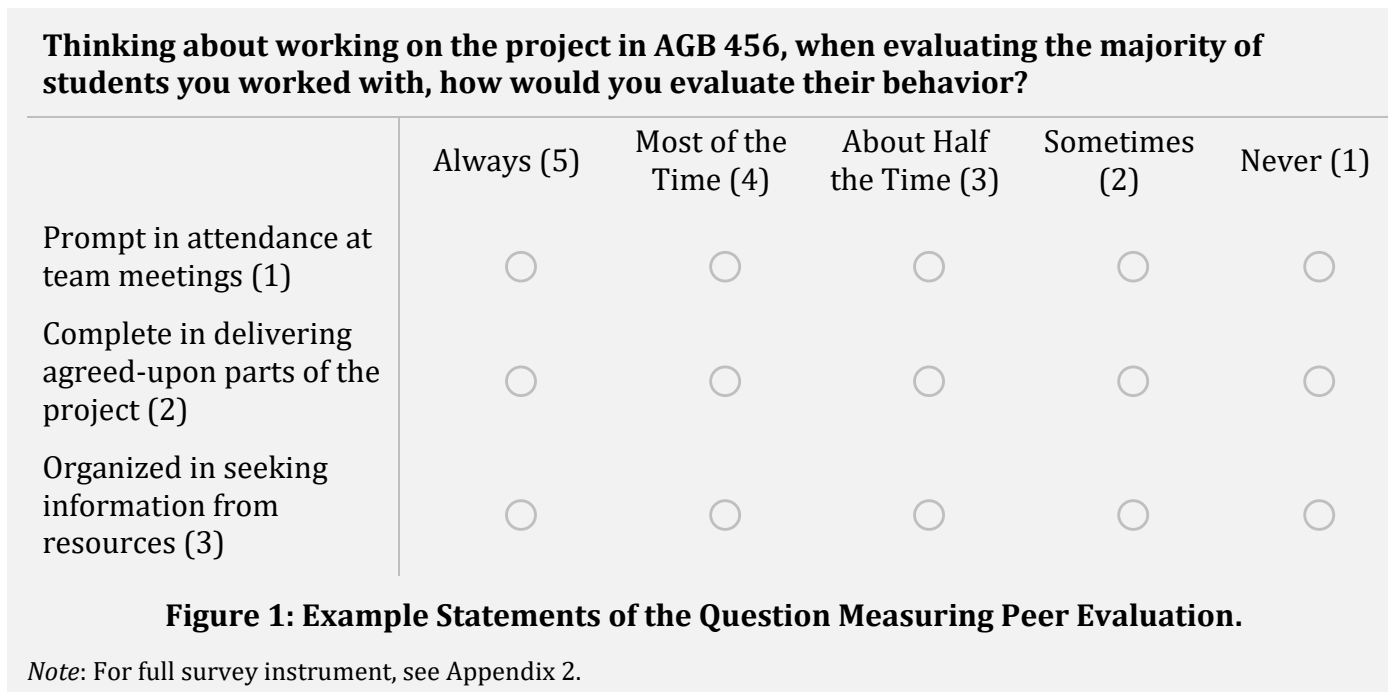 Thinking about working on the project in AGB 456, when evaluating the majority of
students you worked with, how would you evaluate their behavior?
Always (5)
Most of the
Time (4)
About Half
the Time (3)
Sometimes
(2)
Never (1)
Prompt in attendance at
team meetings (1)
Complete in delivering
agreed-upon parts of the
project (2)
Organized in seeking
information from
resources (3)
Figure 1: Example Statements of the Question Measuring Peer Evaluation.
Note: For full survey instrument, see Appendix 2.